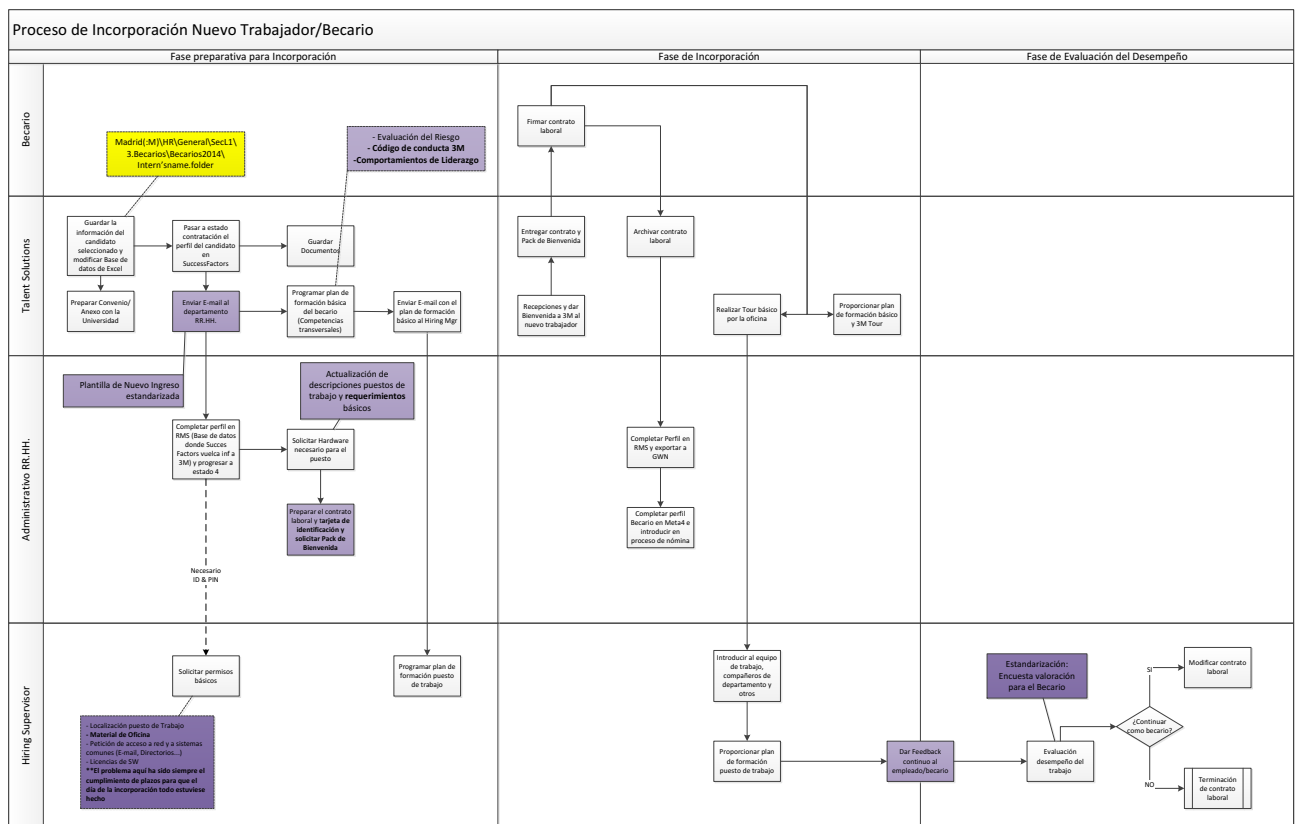 Proceso de Incorporación Nuevo Trabajador/Becario
Fase preparativa para Incorporación
Fase de Incorporación
Fase de Evaluación del Desempeño
Becario
Madrid(:M)\HR\General\SecL1\
3.Becarios\Becarios2014\
Intern'sname.folder
- Evaluación del Riesgo
- Código de conducta 3M
-Comportamientos de Liderazgo
Firmar contrato
laboral
Talent Solutions
Guardar la
información del
candidato
seleccionado y
modificar Base de
datos de Excel
Pasar a estado
contratación el
perfil del candidato
en
SuccessFactors
Guardar
Documentos
Preparar Convenio/
Anexo con la
Universidad
Enviar E-mail al
departamento
RR.HH.
Programar plan de
formación básica
del becario
(Competencias
transversales)
Enviar E-mail con el
plan de formación
básico al Hiring Mgr
Entregar contrato y
Pack de Bienvenida
Archivar contrato
laboral
Recepciones y dar
Bienvenida a 3M al
nuevo trabajador
Realizar Tour básico
por la oficina
Proporcionar plan
de formación básico
y 3M Tour
Administrativo RR.HH.
Plantilla de Nuevo Ingreso
estandarizada
Actualización de
descripciones puestos de
trabajo y requerimientos
básicos
Completar perfil en
RMS (Base de datos
donde Succes
Factors vuelca inf a
3M) y progresar a
estado 4
Solicitar Hardware
necesario para el
puesto
Preparar el contrato
laboral y tarjeta de
identificación y
solicitar Pack de
Bienvenida
Necesario
ID & PIN
Completar Perfil en
RMS y exportar a
GWN
Completar perfil
Becario en Meta4 e
introducir en
proceso de nómina
Hiring Supervisor
Solicitar permisos
básicos
- Localización puesto de Trabajo
- Material de Oficina
- Petición de acceso a red y a sistemas
comunes (E-mail, Directorios...)
- Licencias de SW
**El problema aquí ha sido siempre el
cumplimiento de plazos para que el
día de la incorporación todo estuviese
hecho
Programar plan de
formación puesto
de trabajo
Introducir al equipo
de trabajo,
compañeros de
departamento y
otros
Proporcionar plan
de formación
puesto de trabajo
Dar Feedback
continuo al
empleado/becario
Estandarización:
Encuesta valoración
para el Becario
Evaluación
desempeño del
trabajo
¿Continuar
como becario?
SI
Modificar contrato
laboral
NO
Terminación
de contrato
laboral